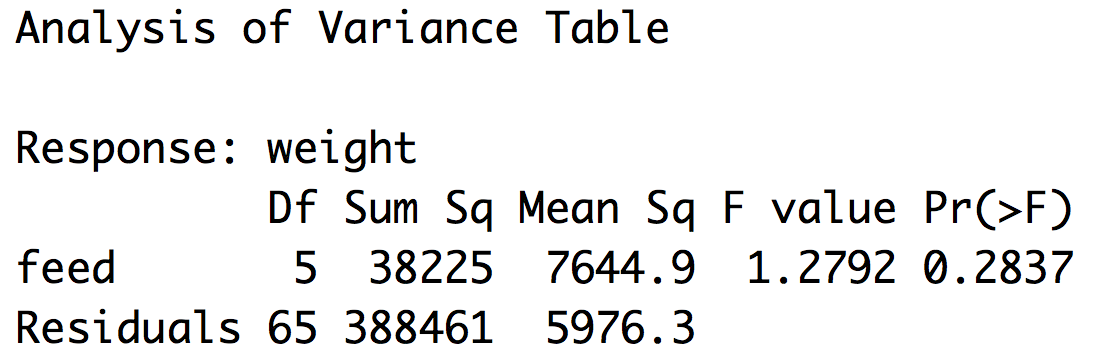 Analysis of Variance Table
Response: weight
Df Sum Sq Mean Sq F value Pr(>F)
feed 5 38225 7644.9 1.2792 0.2837
Residuals 65 388461 5976.3